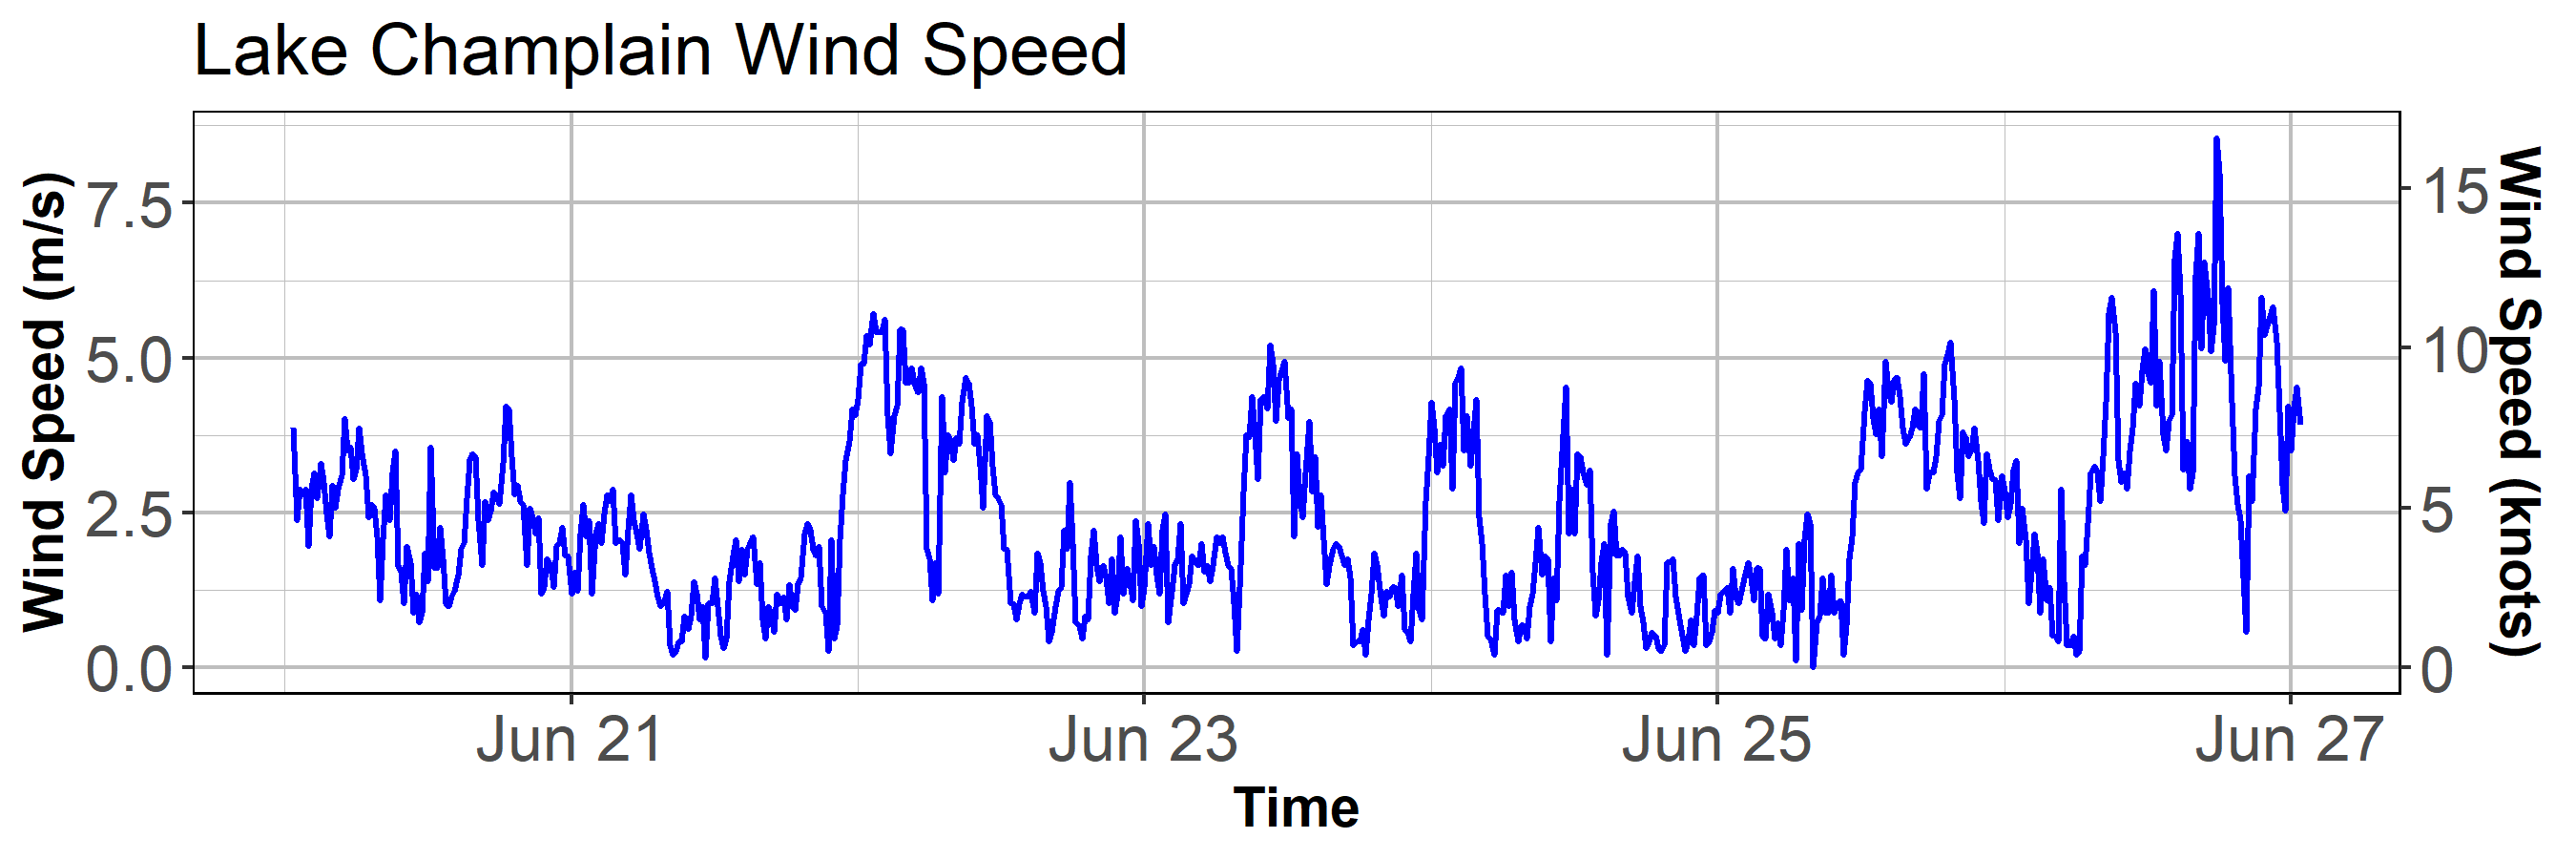 Lake Champlain Wind Speed
Wind Speed (m/s)
7.5
5.0
2.5
0.0
15
10
5
0
Wind Speed (knots)
Jun 21
Jun 23
Jun 25
Jun 27
Time